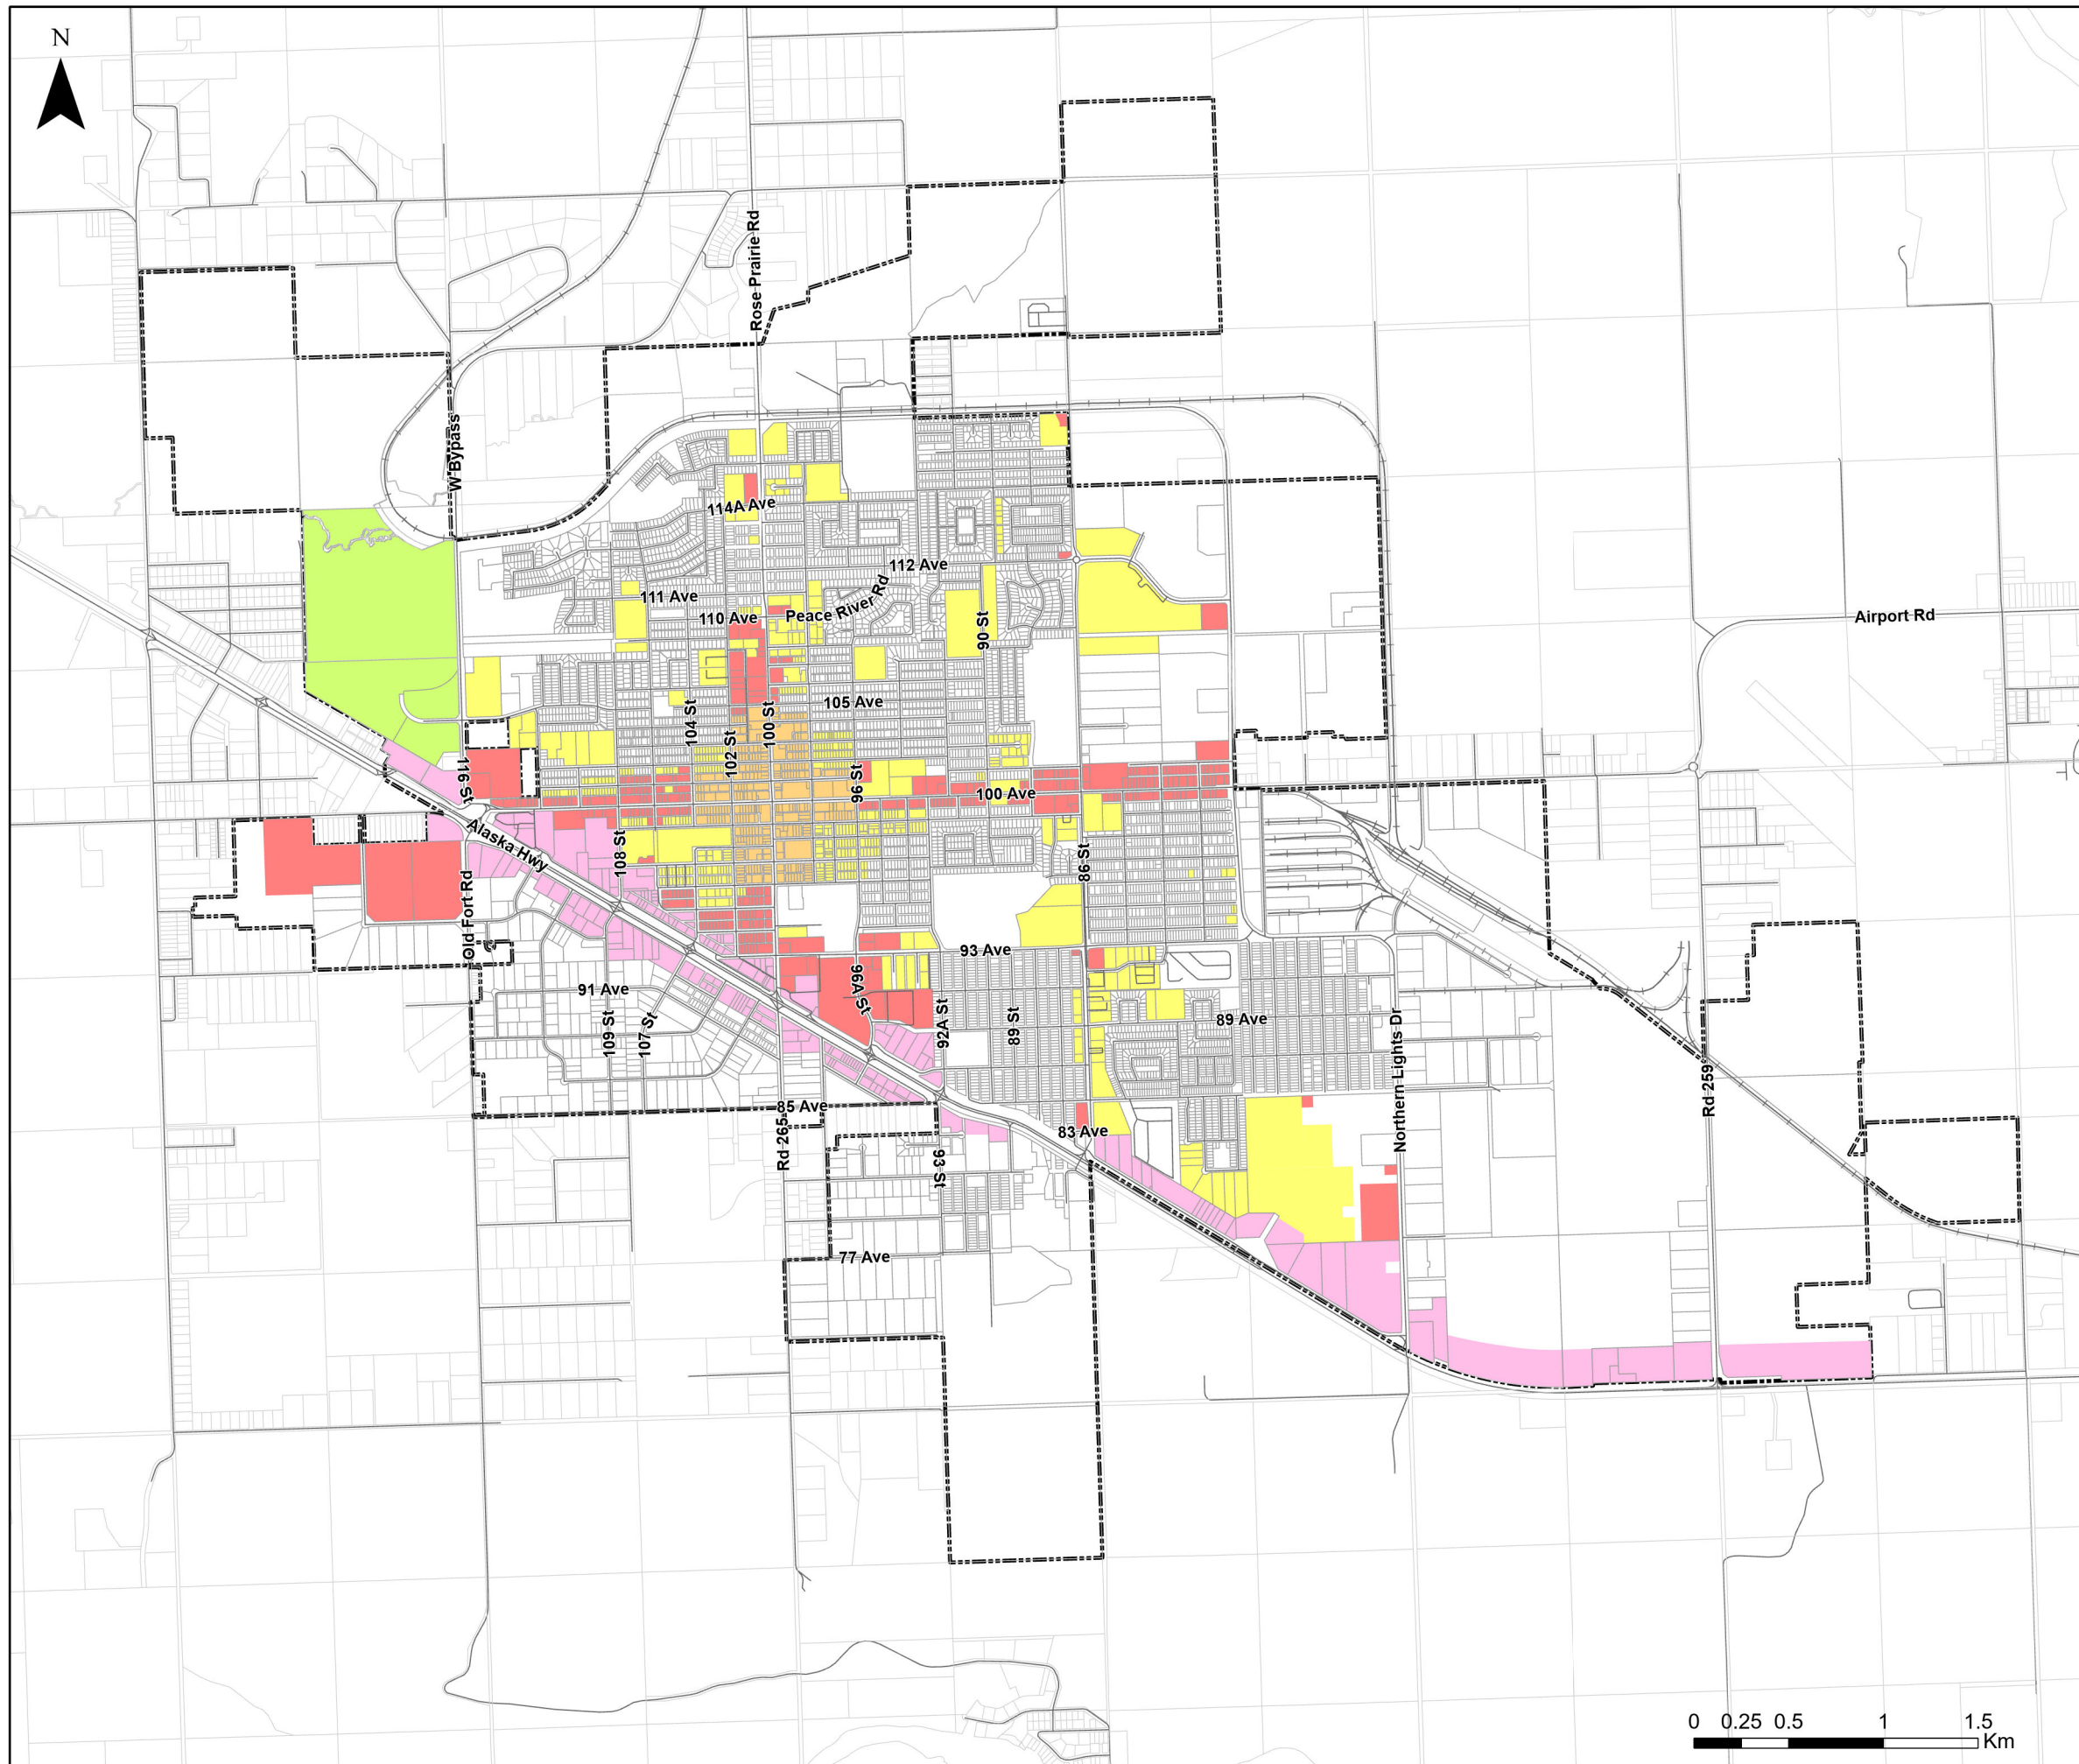 N
Rose Prairie Rd
W Bypass
114A Ave
112 Ave
111 Ave
Peace River Rd
110 Ave
90 St
Airport Rd
105 Ave
104 St
100 St
102 St
116 St
96 St
100 Ave
Alaska Hwy
108 St
86 St
Old Fort Rd
93 Ave
96A St
91 Ave
109 St
107 St
92A St
89 St
89 Ave
Northern Lights Dr
Rd 259
85 Ave
Rd 265
83 Ave
93 St
77 Ave
0 0.25 0.5 1 1.5
Km